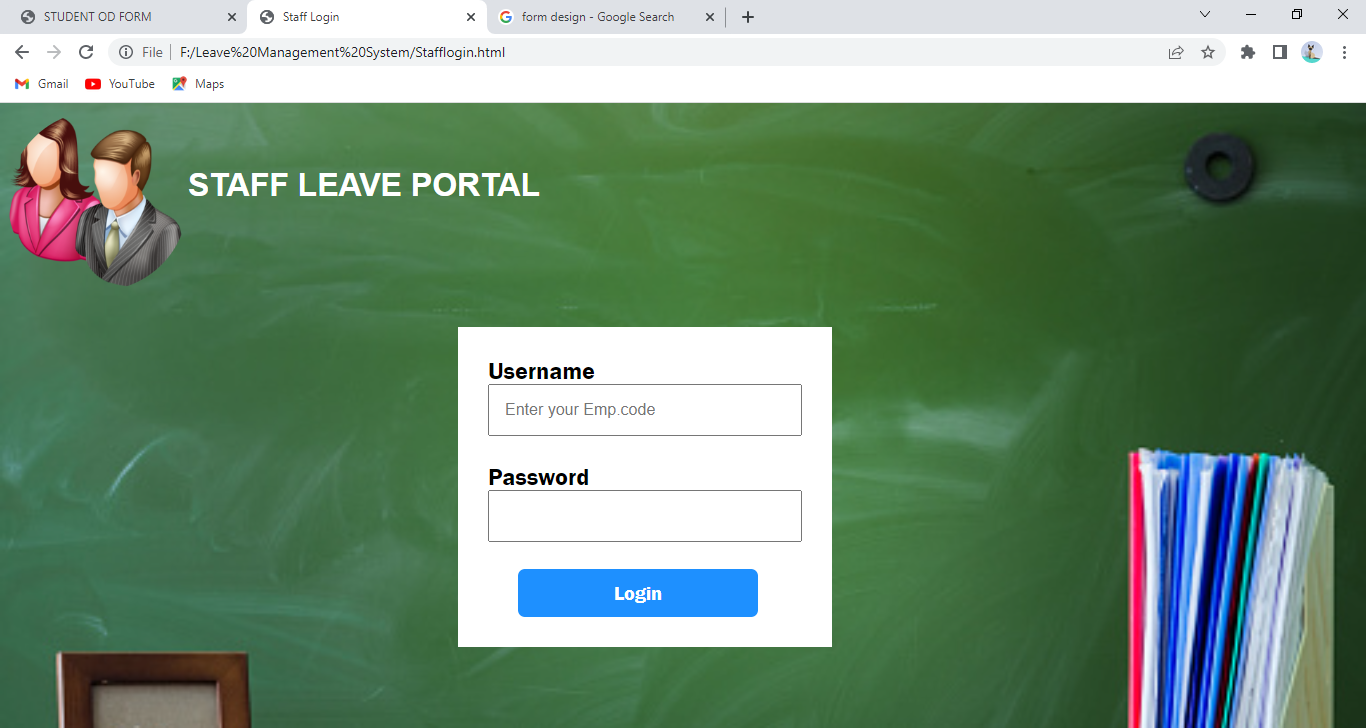 STUDENT OD FORM
Staff Login
form design - Google Search
File
F:/Leave%20Management%20System/Stafflogin.html
Gmail
YouTube
Maps
STAFF LEAVE PORTAL
Username
Enter your Emp.code
Password
Login